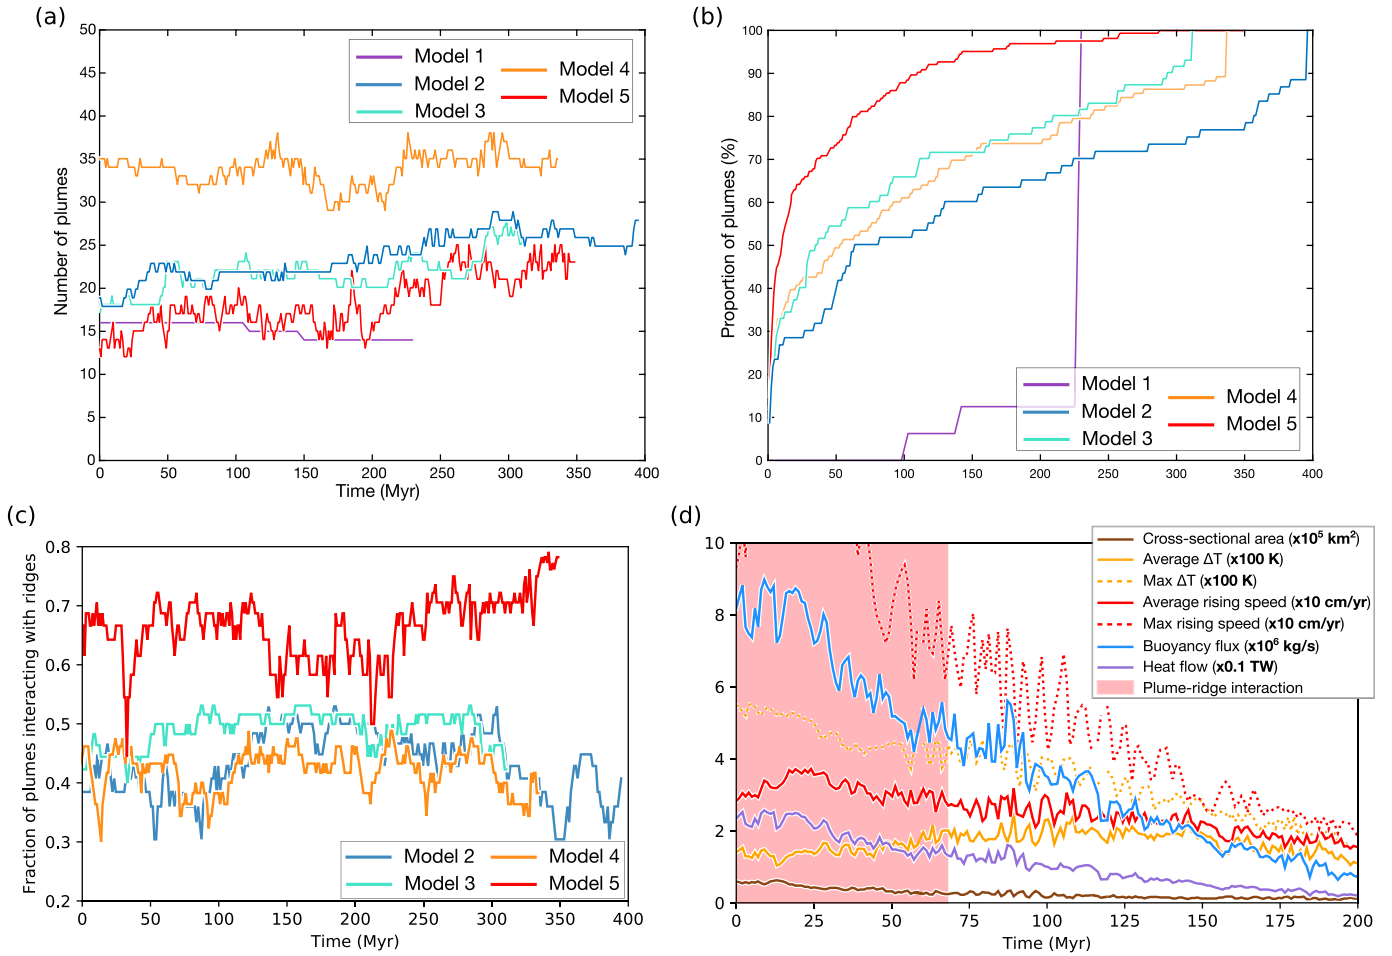 (a)
50
45
40
35
30
25
20
15
10
5
0
Number of plumes
Model 1
Model 2
Model 3
Model 4
Model 5
0 50 100 150 200 250 300 350 400
Time (Myr)
(b)
100
90
80
70
60
50
40
30
20
10
0
Proportion of plumes (%)
Model 1
Model 2
Model 3
Model 4
Model 5
0 50 100 150 200 250 300 350 400
(c)
0.8
0.7
0.6
0.5
0.4
0.3
0.2
Fraction of plumes interacting with ridges
Model 2
Model 3
Model 4
Model 5
0 50 100 150 200 250 300 350 400
Time (Myr)
(d)
10
8
6
4
2
0
Cross-sectional area (x10⁵ km²)
Average ΔT (x100 K)
Max ΔT (x100 K)
Average rising speed (x10 cm/yr)
Max rising speed (x10 cm/yr)
Buoyancy flux (x10⁶ kg/s)
Heat flow (x0.1 TW)
Plume-ridge interaction
0 25 50 75 100 125 150 175 200
Time (Myr)